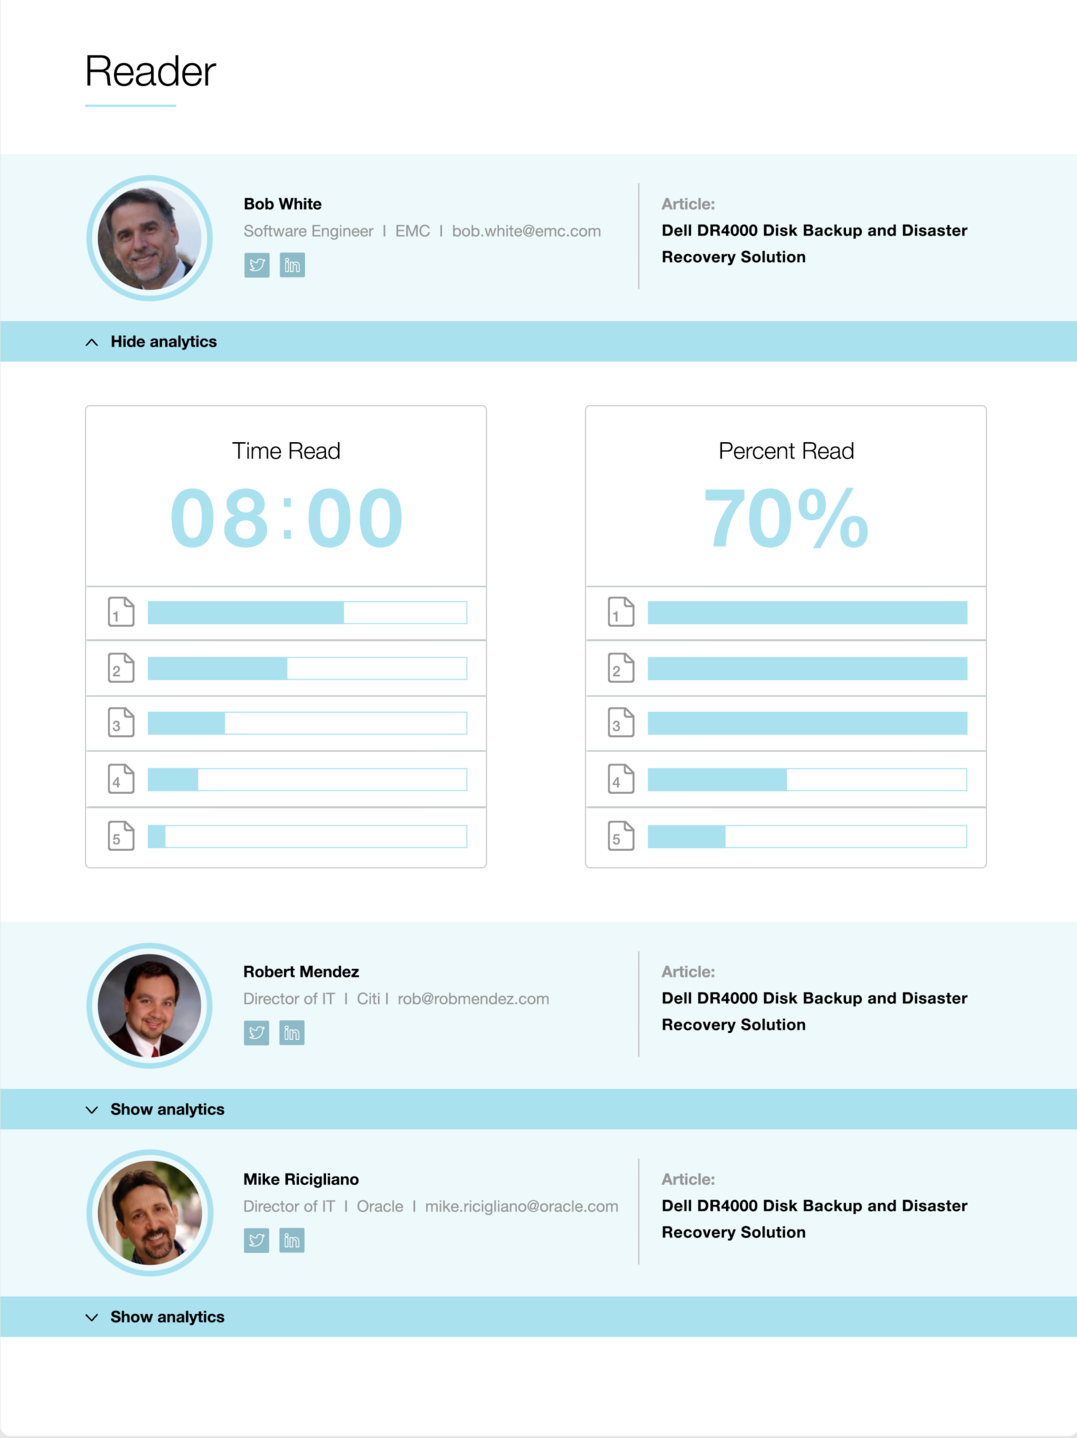 Reader
Bob White
Software Engineer | EMC | bob.white@emc.com
in
Article:
Dell DR4000 Disk Backup and Disaster
Recovery Solution
Hide analytics
Time Read
08:00
1
2
3
4
5
Percent Read
70%
1
2
3
4
5
Robert Mendez
Director of IT | Citi | rob@robmendez.com
in
Article:
Dell DR4000 Disk Backup and Disaster
Recovery Solution
Show analytics
Mike Ricigliano
Director of IT | Oracle | mike.ricigliano@oracle.com
in
Article:
Dell DR4000 Disk Backup and Disaster
Recovery Solution
Show analytics